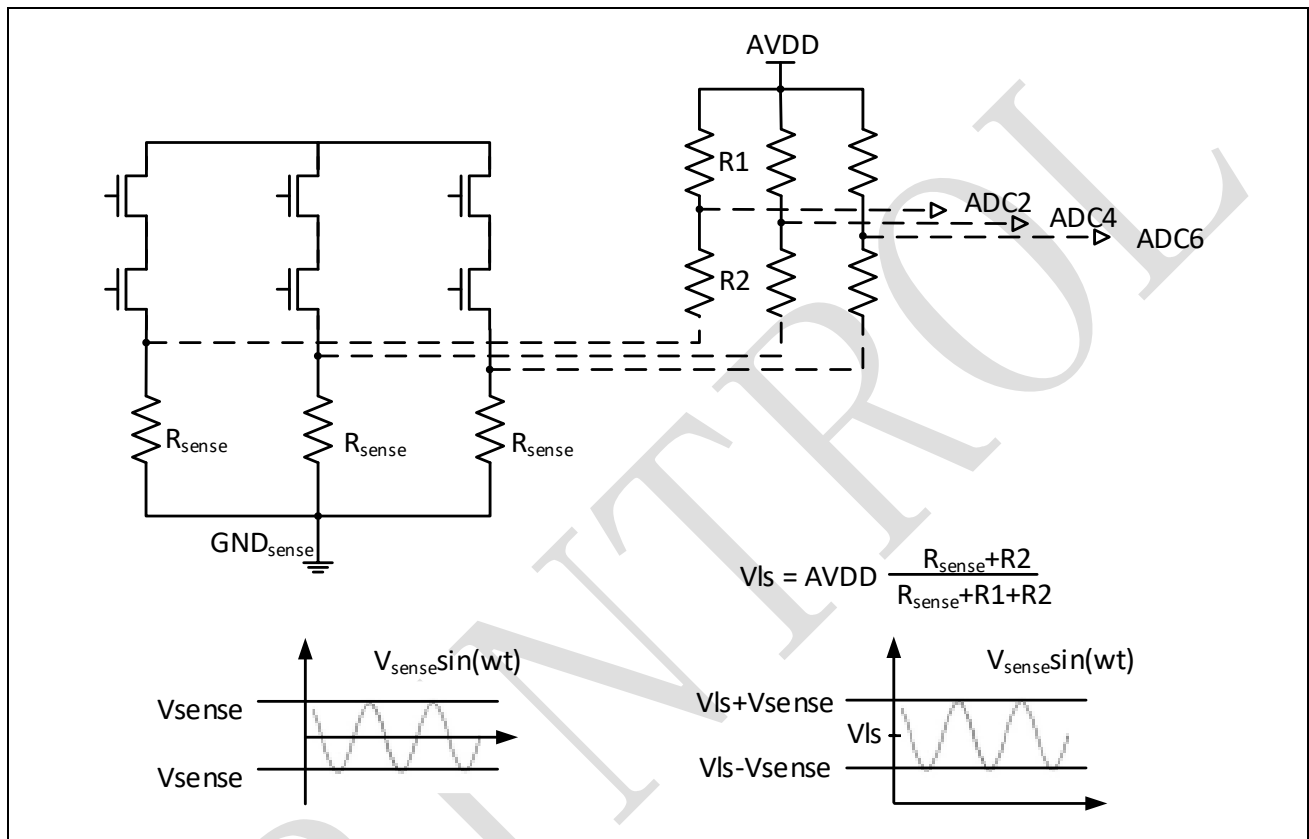 AVDD
R1
ADC2
ADC4
ADC6
R2
Rsense
Rsense
Rsense
GNDsense
Vls = AVDD Rsense+R2
Rsense+R1+R2
Vsensesin(wt)
Vsense
Vsense
Vsensesin(wt)
Vls+Vsense
Vls
Vls-Vsense
NTROL